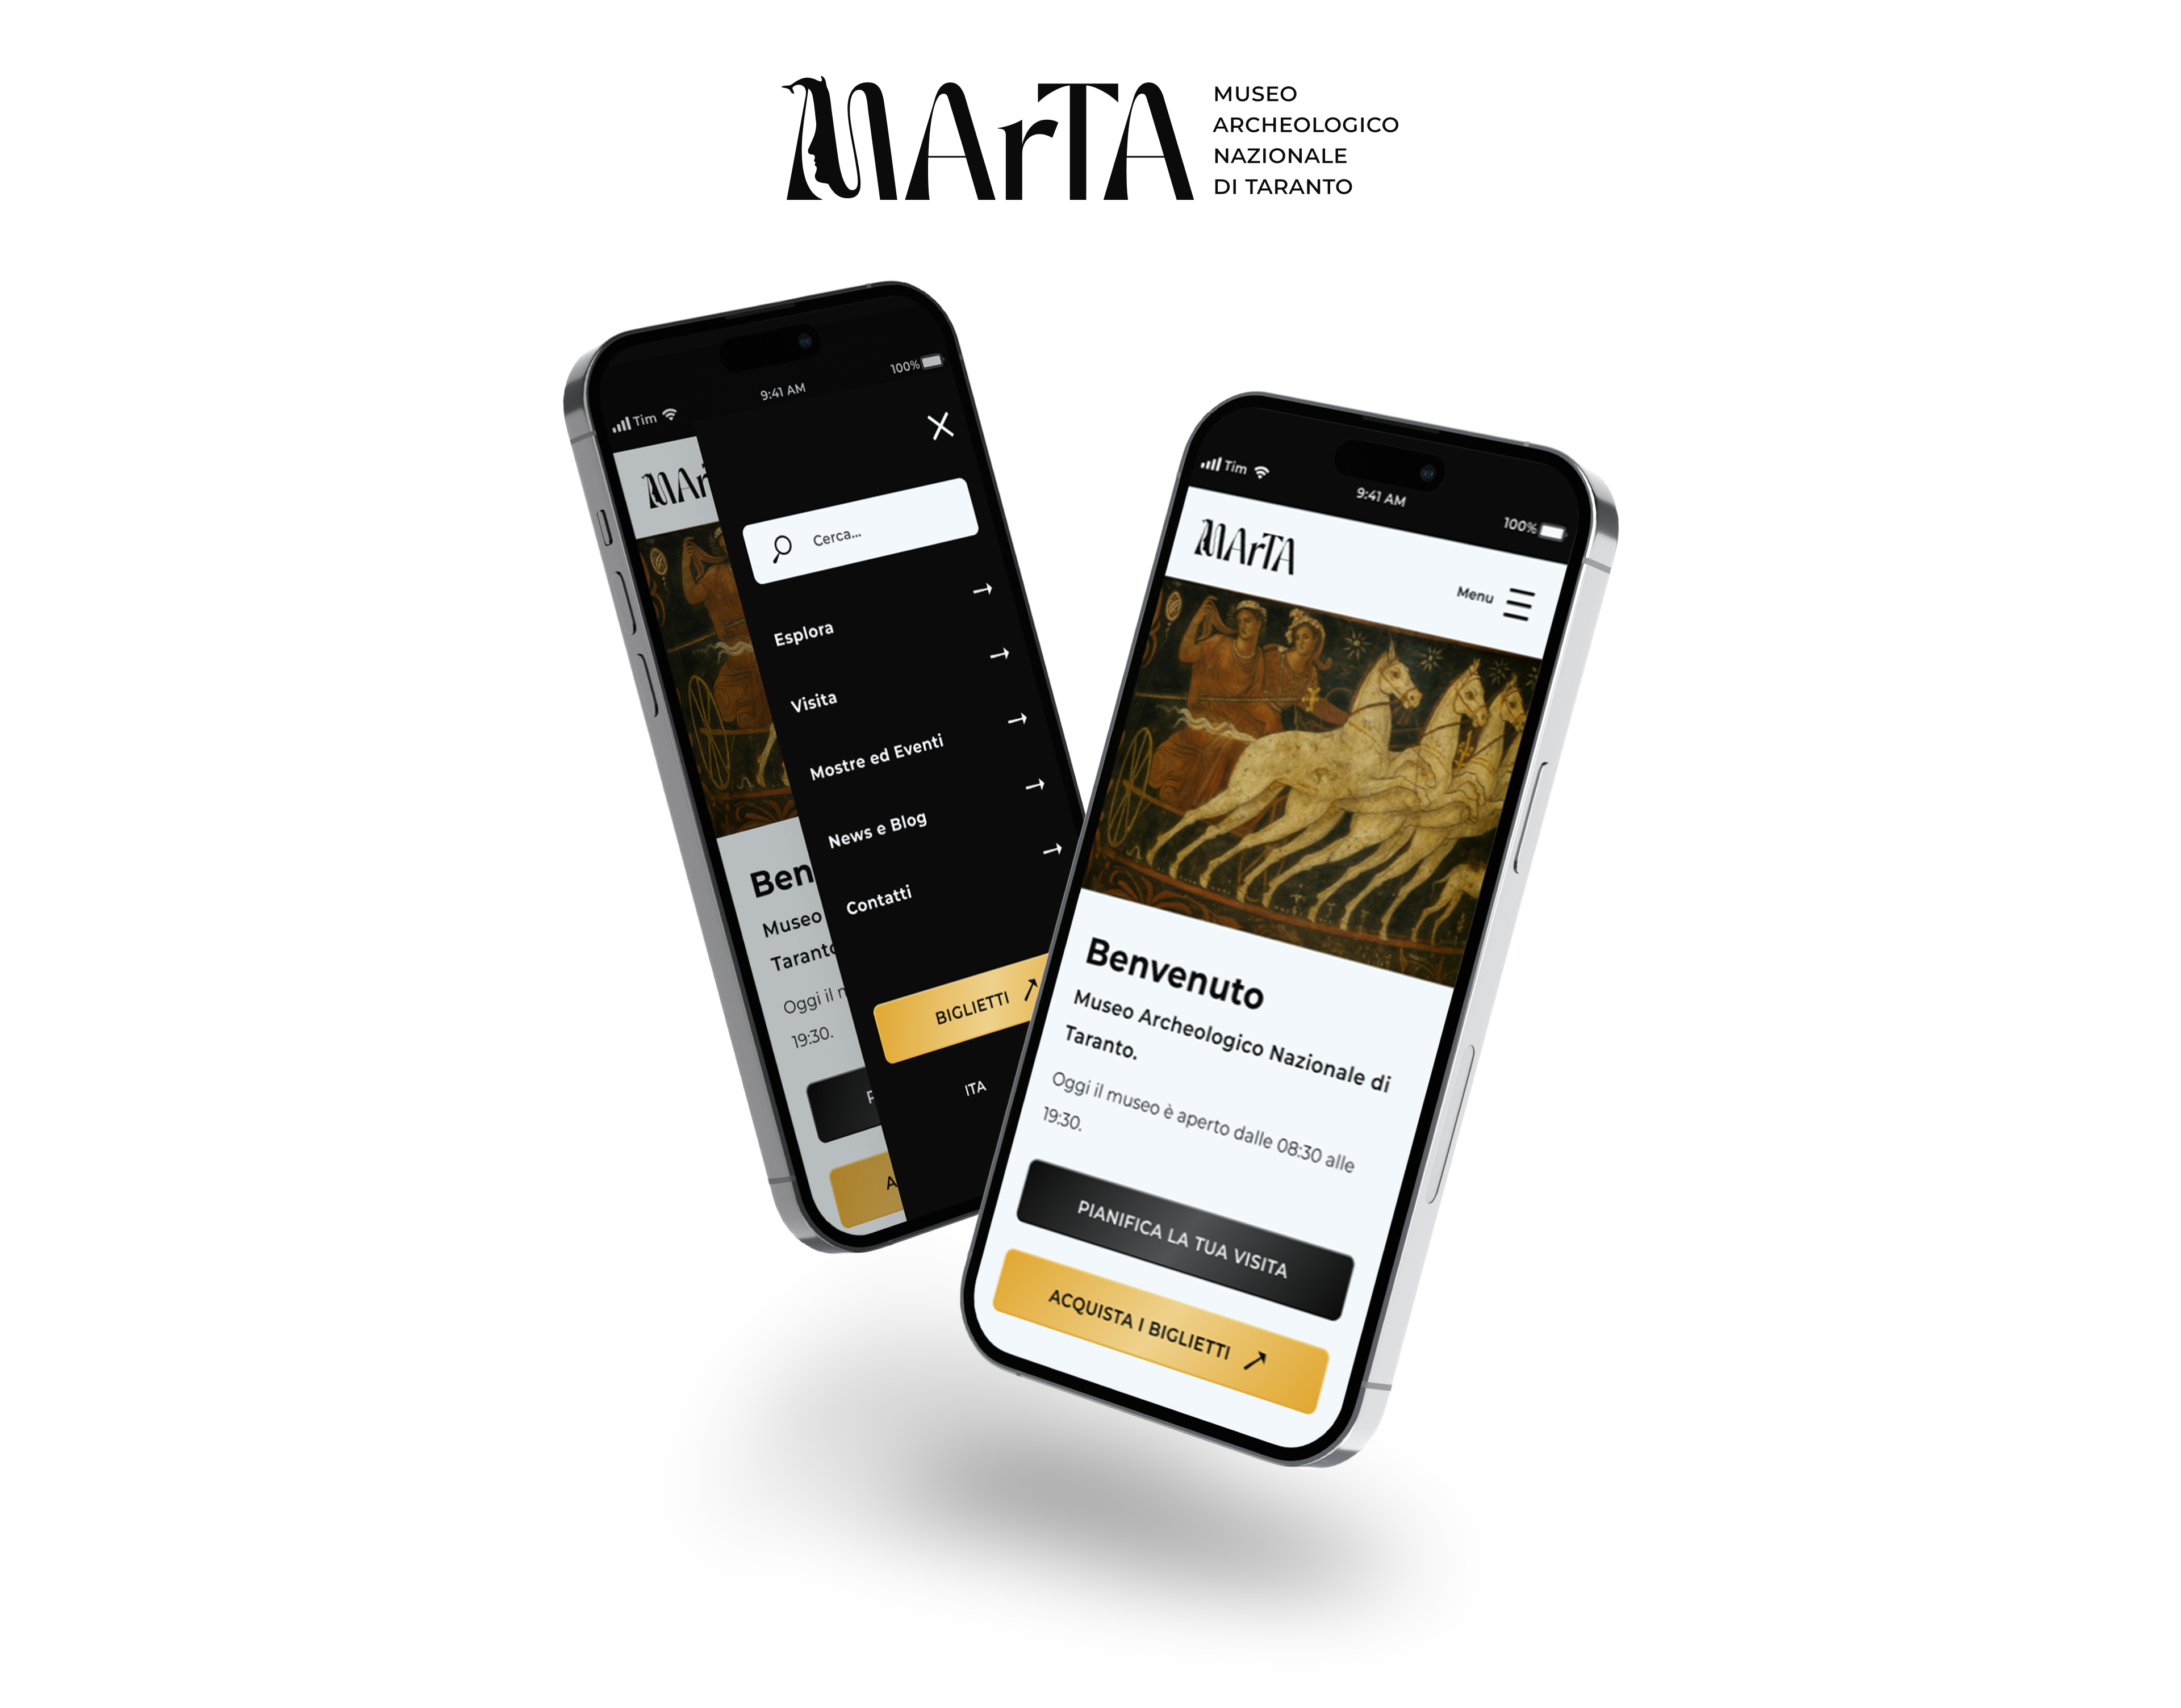 MArTA
MUSEO
ARCHEOLOGICO
NAZIONALE
DI TARANTO
Tim
9:41 AM
100%
MAr
Cerca...
Esplora
Visita
Mostre ed Eventi
News e Blog
Contatti
BIGLIETTI
ITA
Ben
Museo
Taranto
Oggi il
19:30.
Tim
9:41 AM
100%
MArTA
Menu
Benvenuto
Museo Archeologico Nazionale di
Taranto.
Oggi il museo è aperto dalle 08:30 alle
19:30.
PIANIFICA LA TUA VISITA
ACQUISTA I BIGLIETTI